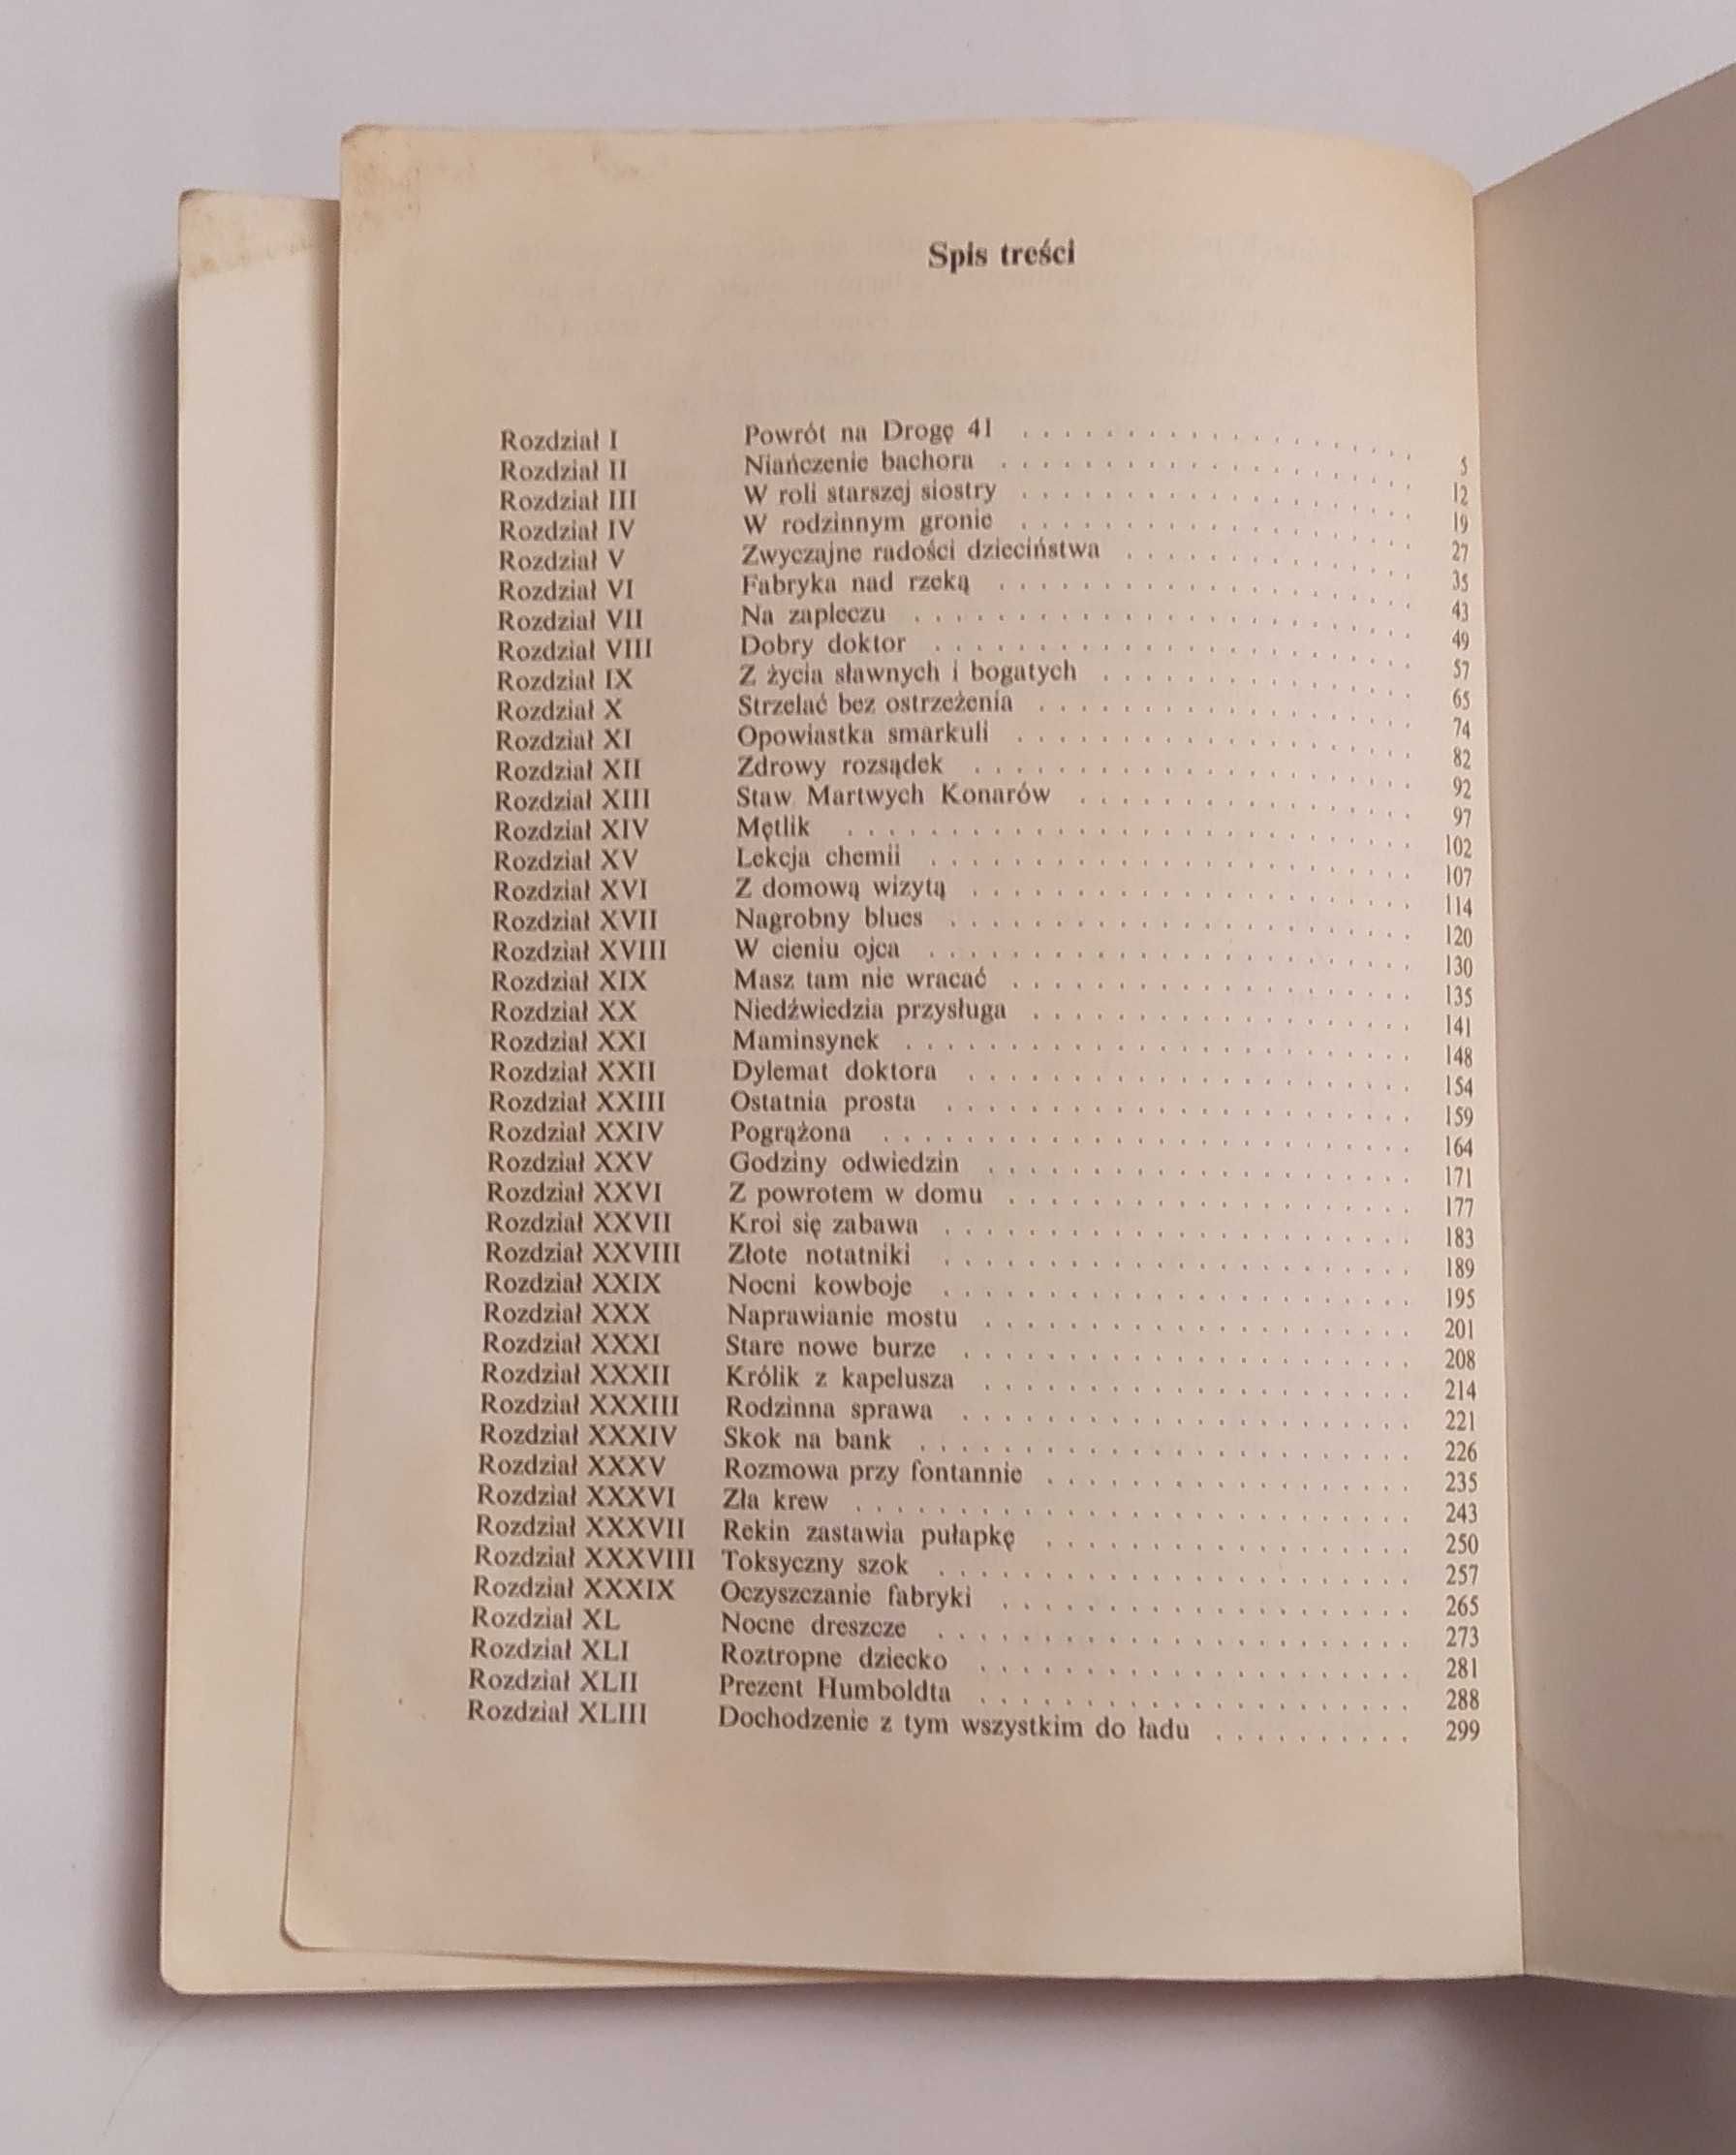 Spis treści
Rozdział I Powrót na Drogę 41 . . . . . . . . . . 5
Rozdział II Niańczenie bachora . . . . . . . . . . 12
Rozdział III W roli starszej siostry . . . . . . . . . . 19
Rozdział IV W rodzinnym gronie . . . . . . . . . . 27
Rozdział V Zwyczajne radości dzieciństwa . . . . . . . . . . 35
Rozdział VI Fabryka nad rzeką . . . . . . . . . . 43
Rozdział VII Na zapleczu . . . . . . . . . . 49
Rozdział VIII Dobry doktor . . . . . . . . . . 57
Rozdział IX Z życia sławnych i bogatych . . . . . . . . . . 65
Rozdział X Strzelać bez ostrzeżenia . . . . . . . . . . 74
Rozdział XI Opowiastka smarkuli . . . . . . . . . . 82
Rozdział XII Zdrowy rozsądek . . . . . . . . . . 92
Rozdział XIII Staw Martwych Konarów . . . . . . . . . . 97
Rozdział XIV Mętlik . . . . . . . . . . 102
Rozdział XV Lekcja chemii . . . . . . . . . . 107
Rozdział XVI Z domową wizytą . . . . . . . . . . 114
Rozdział XVII Nagrobny blues . . . . . . . . . . 120
Rozdział XVIII W cieniu ojca . . . . . . . . . . 130
Rozdział XIX Masz tam nie wracać . . . . . . . . . . 135
Rozdział XX Niedźwiedzia przysługa . . . . . . . . . . 141
Rozdział XXI Maminsynek . . . . . . . . . . 148
Rozdział XXII Dylemat doktora . . . . . . . . . . 154
Rozdział XXIII Ostatnia prosta . . . . . . . . . . 159
Rozdział XXIV Pogrążona . . . . . . . . . . 164
Rozdział XXV Godziny odwiedzin . . . . . . . . . . 171
Rozdział XXVI Z powrotem w domu . . . . . . . . . . 177
Rozdział XXVII Kroi się zabawa . . . . . . . . . . 183
Rozdział XXVIII Złote notatniki . . . . . . . . . . 189
Rozdział XXIX Nocni kowboje . . . . . . . . . . 195
Rozdział XXX Naprawianie mostu . . . . . . . . . . 201
Rozdział XXXI Stare nowe burze . . . . . . . . . . 208
Rozdział XXXII Królik z kapelusza . . . . . . . . . . 214
Rozdział XXXIII Rodzinna sprawa . . . . . . . . . . 221
Rozdział XXXIV Skok na bank . . . . . . . . . . 226
Rozdział XXXV Rozmowa przy fontannie . . . . . . . . . . 235
Rozdział XXXVI Zła krew . . . . . . . . . . 243
Rozdział XXXVII Rekin zastawia pułapkę . . . . . . . . . . 250
Rozdział XXXVIII Toksyczny szok . . . . . . . . . . 257
Rozdział XXXIX Oczyszczanie fabryki . . . . . . . . . . 265
Rozdział XL Nocne dreszcze . . . . . . . . . . 273
Rozdział XLI Roztropne dziecko . . . . . . . . . . 281
Rozdział XLII Prezent Humboldta . . . . . . . . . . 288
Rozdział XLIII Dochodzenie z tym wszystkim do ładu . . . . . . . . . . 299